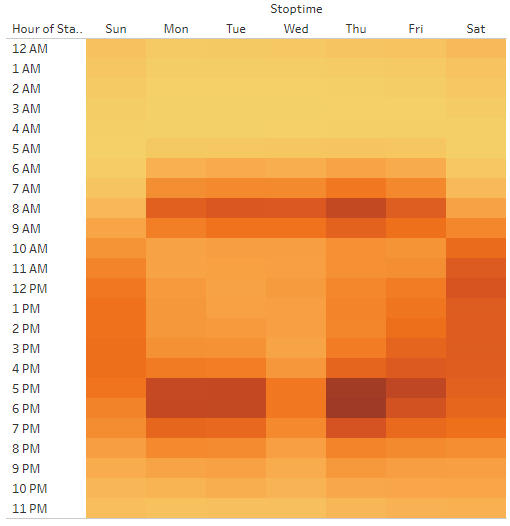 Stoptime
Hour of Sta.. Sun Mon Tue Wed Thu Fri Sat
12 AM
1 AM
2 AM
3 AM
4 AM
5 AM
6 AM
7 AM
8 AM
9 AM
10 AM
11 AM
12 PM
1 PM
2 PM
3 PM
4 PM
5 PM
6 PM
7 PM
8 PM
9 PM
10 PM
11 PM